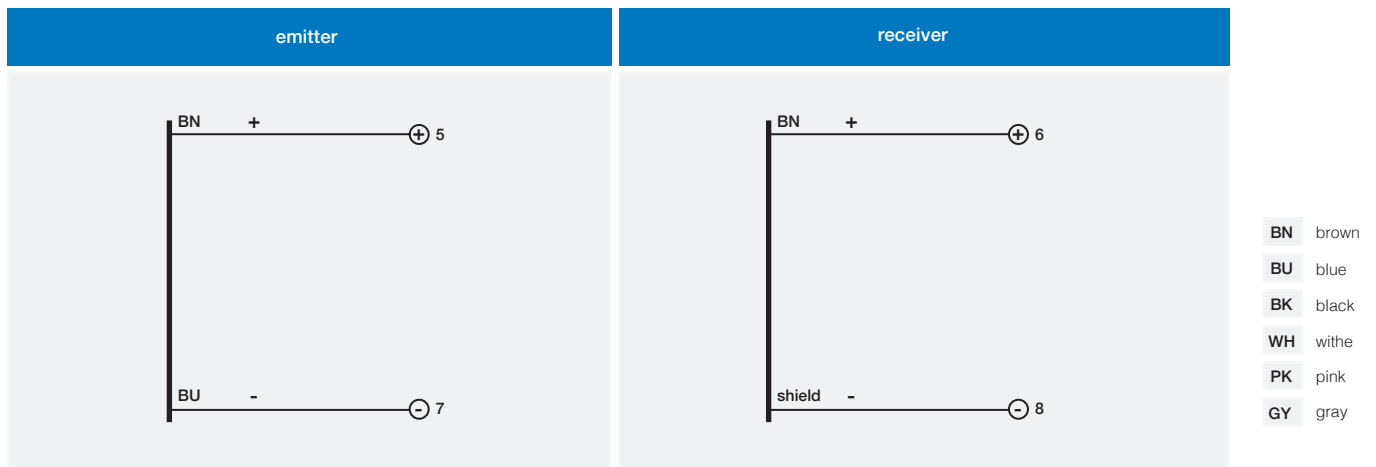 emitter
BN + + 5
BU - - 7
receiver
BN + + 6
shield - - 8
BN brown
BU blue
BK black
WH withe
PK pink
GY gray